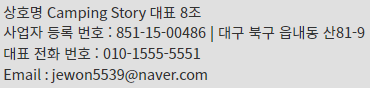 상호명 Camping Story 대표 8조
사업자 등록 번호 : 851-15-00486 | 대구 북구 읍내동 산81-9
대표 전화 번호 : 010-1555-5551
Email : jewon5539@naver.com